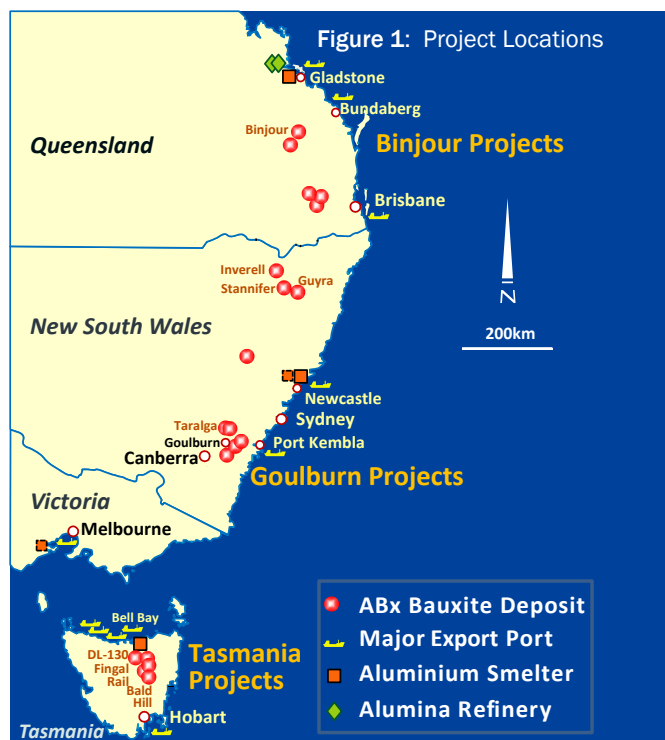 Figure 1: Project Locations
Gladstone
Bundaberg
Binjour
Queensland
Binjour Projects
Brisbane
Inverell
Stannifer
Guyra
N
New South Wales
200km
Newcastle
Taralga
Sydney
Goulburn
Port Kembla
Canberra
Goulburn Projects
Victoria
Melbourne
Bell Bay
DL-130
Fingal
Rail
Bald
Hill
Tasmania
Projects
Hobart
Tasmania
ABx Bauxite Deposit
Major Export Port
Aluminium Smelter
Alumina Refinery